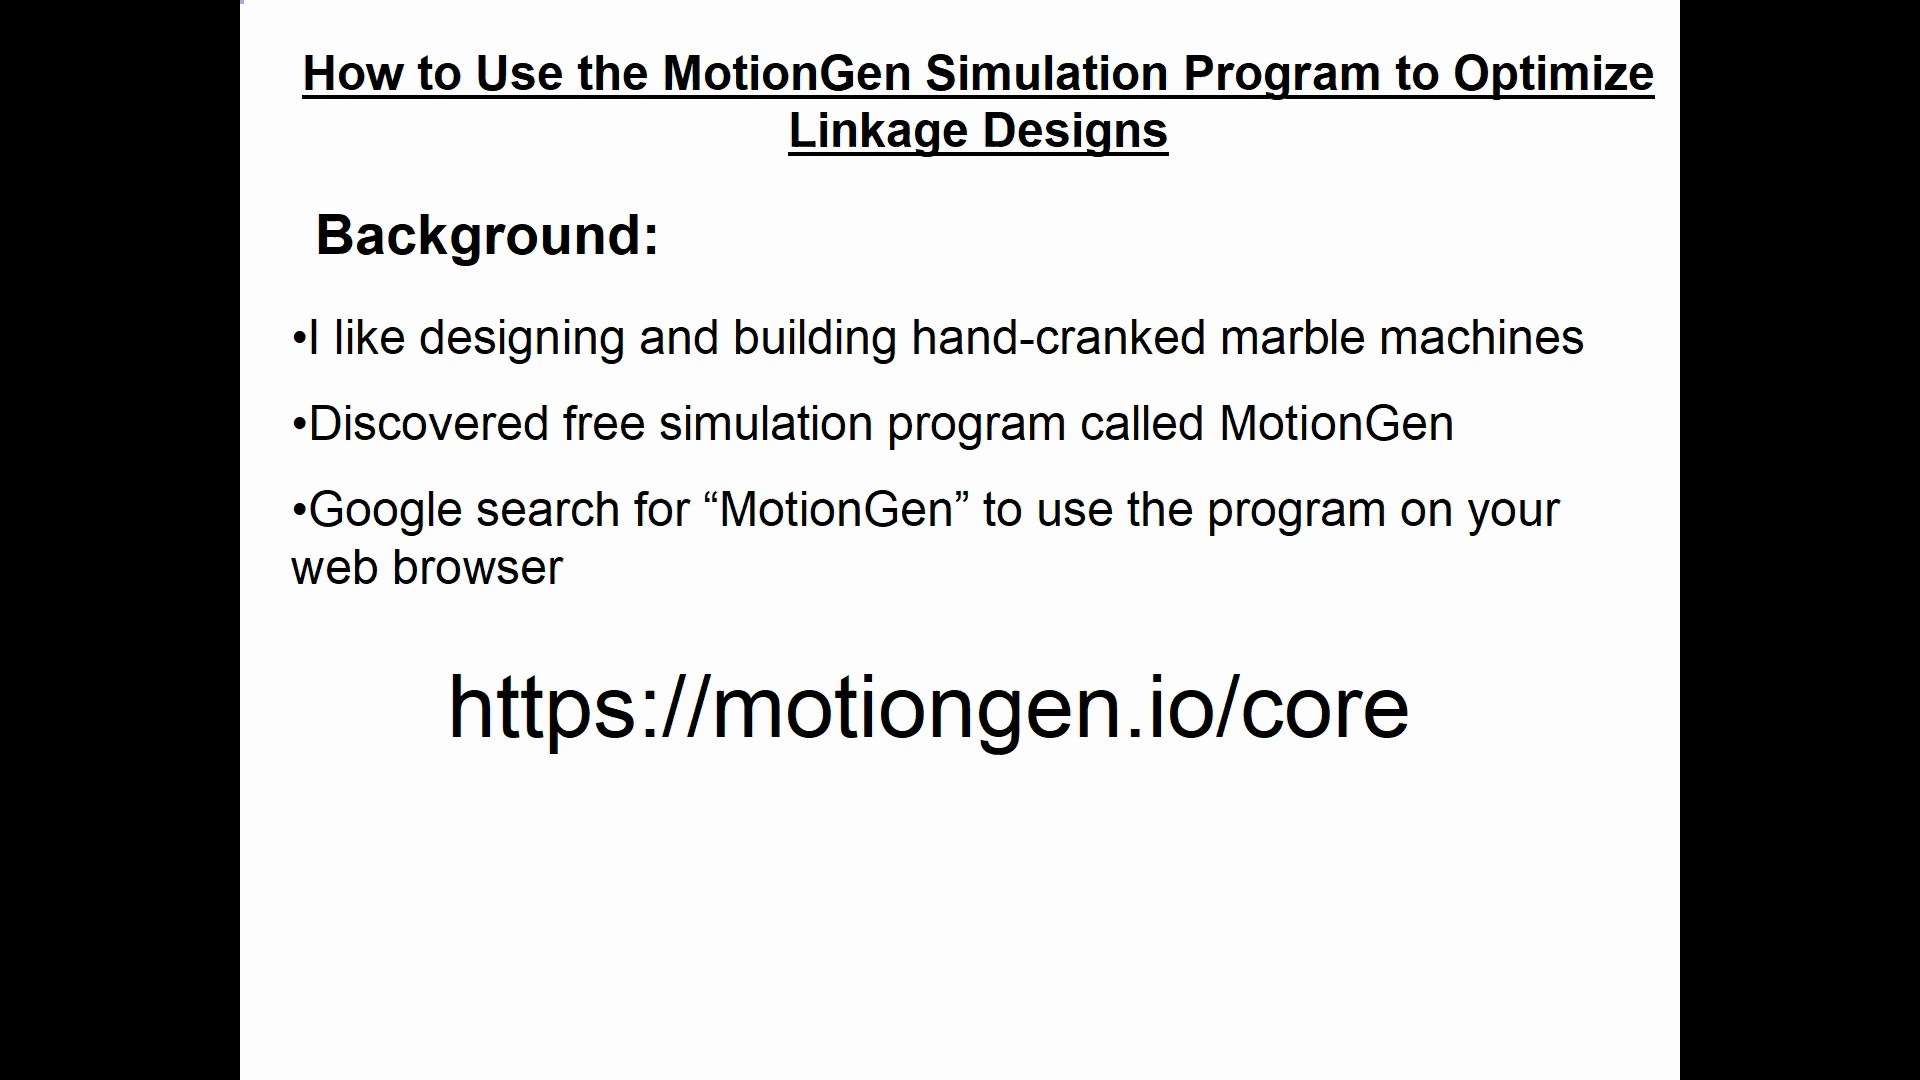 How to Use the MotionGen Simulation Program to Optimize
Linkage Designs
Background:
•I like designing and building hand-cranked marble machines
•Discovered free simulation program called MotionGen
•Google search for “MotionGen” to use the program on your
web browser
https://motiongen.io/core